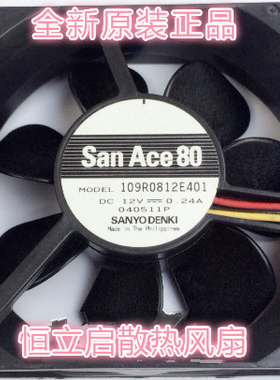 全新原装正品
San Ace 80
MODEL 109R0812E401
DC 12V 0.24A
040511P
SANYO DENKI
Made in The Philippines
恒立启散热风扇